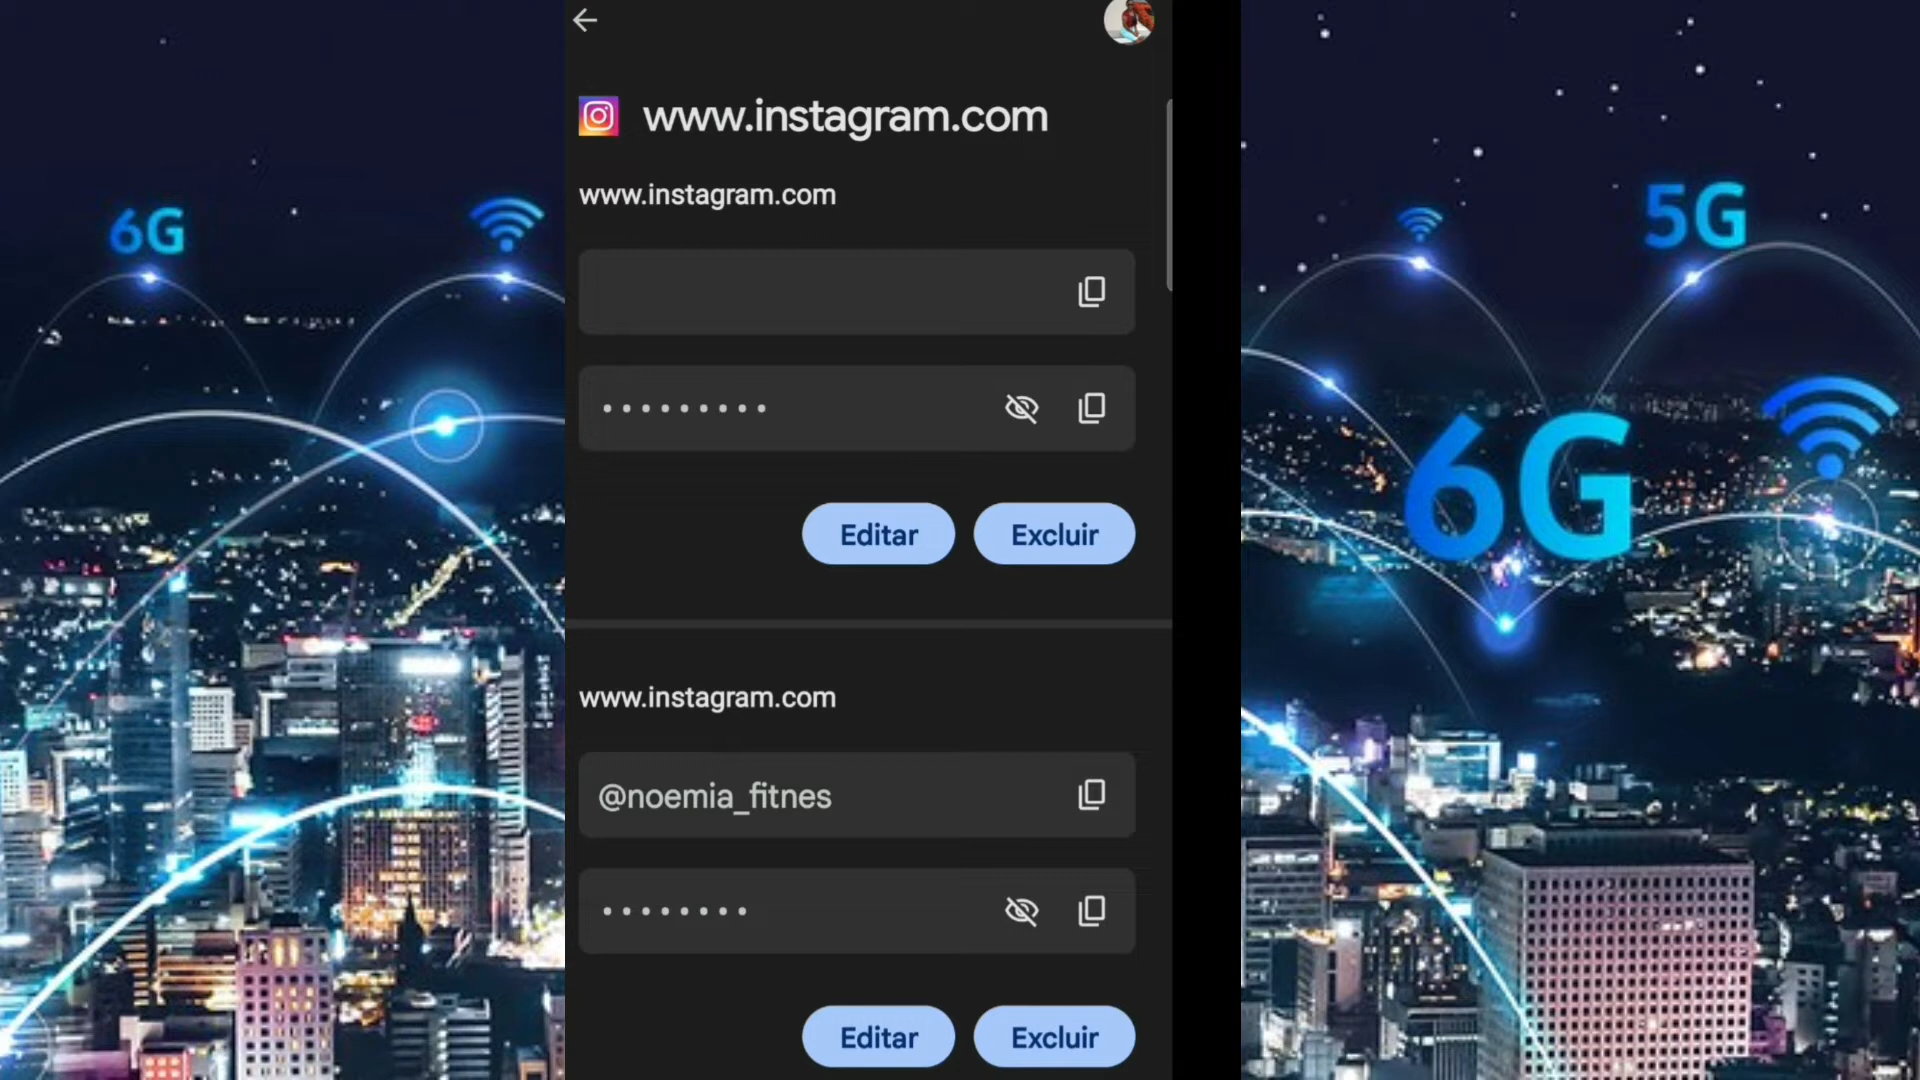 www.instagram.com
www.instagram.com
•••••••••
Editar
Excluir
www.instagram.com
@noemia_fitnes
••••••••
Editar
Excluir
6G
5G
6G